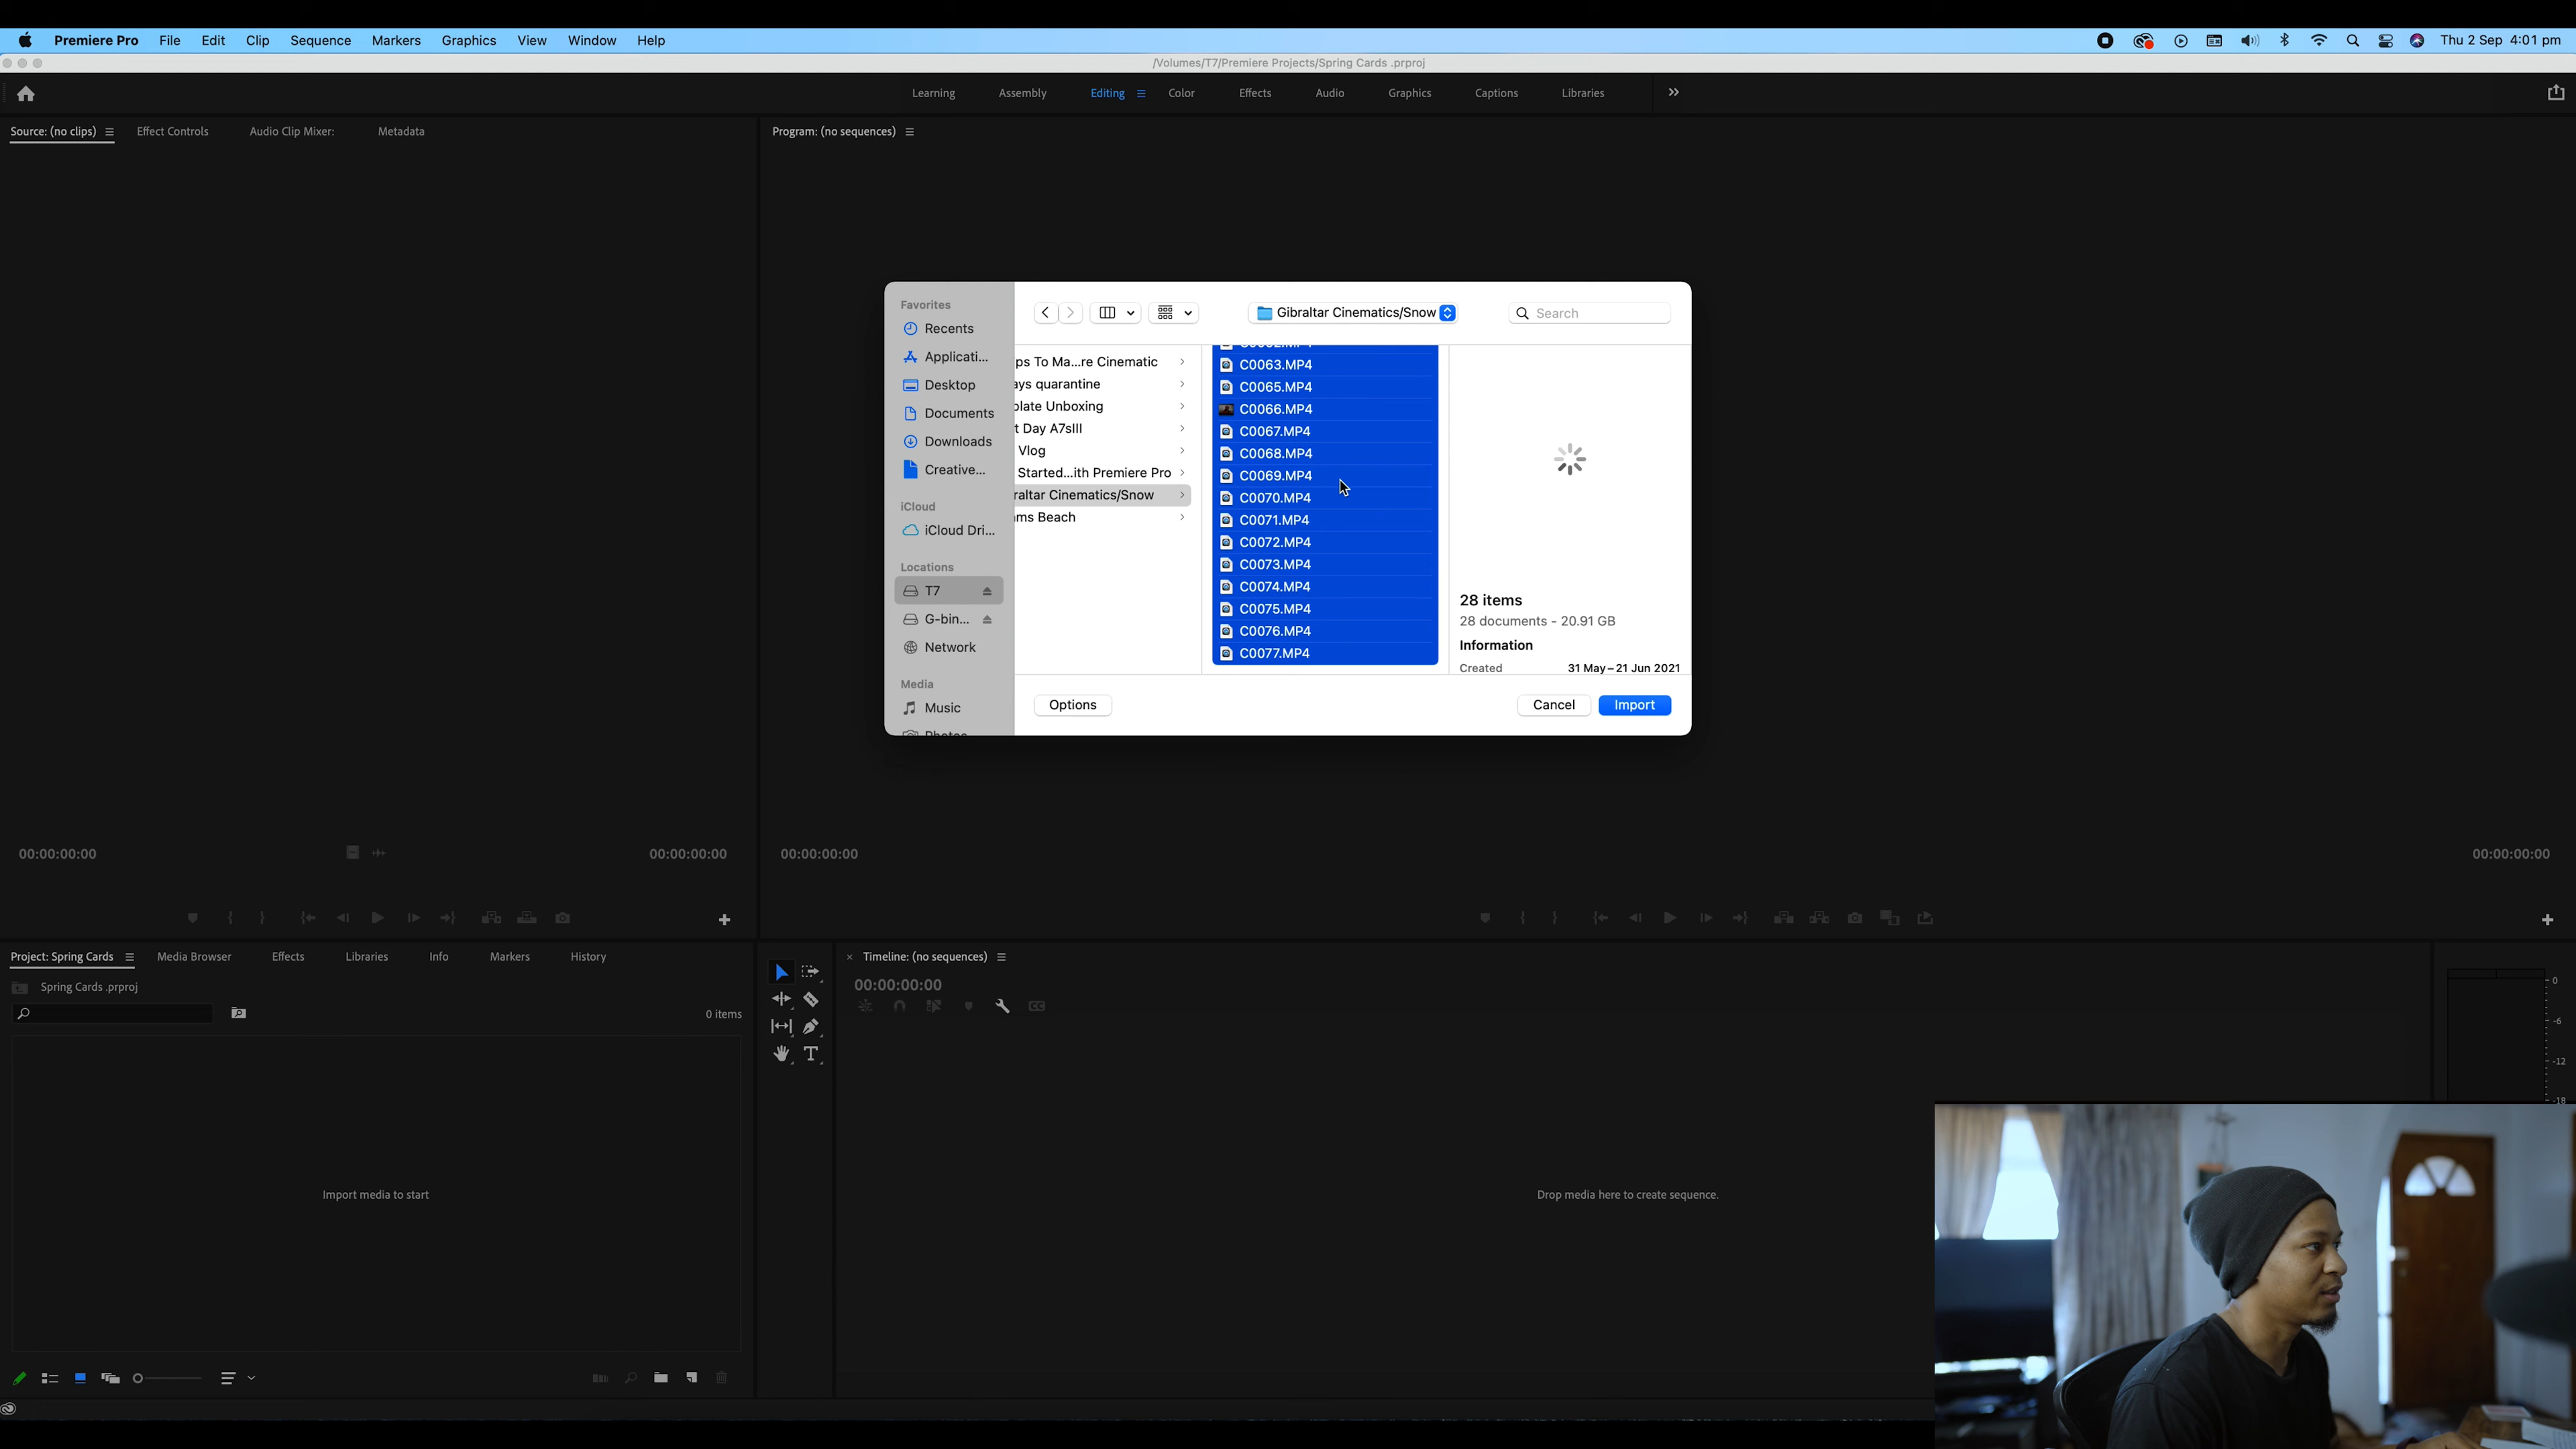 Premiere Pro File Edit Clip Sequence Markers Graphics View Window Help Thu 2 Sep 4:01 pm
/Volumes/T7/Premiere Projects/Spring Cards .prproj
Learning Assembly Editing Color Effects Audio Graphics Captions Libraries
Source: (no clips) Effect Controls Audio Clip Mixer: Metadata
Program: (no sequences)
Favorites
Recents
Applicati...
Desktop
Documents
Downloads
Creative...
iCloud
iCloud Dri...
Locations
T7
G-bin...
Network
Media
Music
Photos
Gibraltar Cinematics/Snow
Search
ps To Ma...re Cinematic
ays quarantine
plate Unboxing
t Day A7sIII
Vlog
Started...ith Premiere Pro
raltar Cinematics/Snow
ms Beach
C0063.MP4
C0065.MP4
C0066.MP4
C0067.MP4
C0068.MP4
C0069.MP4
C0070.MP4
C0071.MP4
C0072.MP4
C0073.MP4
C0074.MP4
C0075.MP4
C0076.MP4
C0077.MP4
28 items
28 documents - 20.91 GB
Information
Created 31 May – 21 Jun 2021
Options Cancel Import
00:00:00:00 00:00:00:00
00:00:00:00 00:00:00:00
Project: Spring Cards Media Browser Effects Libraries Info Markers History
Spring Cards .prproj
0 items
Import media to start
Timeline: (no sequences)
00:00:00:00
Drop media here to create sequence.
0
-6
-12
-18